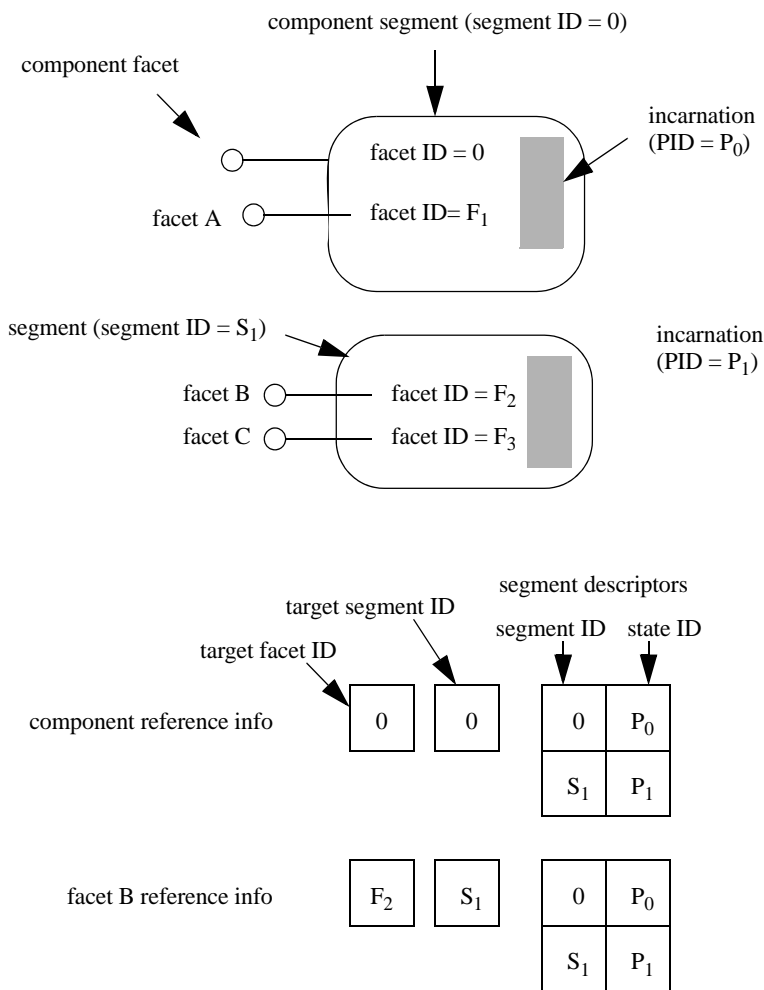 component segment (segment ID = 0)
component facet
incarnation
(PID = P₀)
facet ID = 0
facet A
facet ID= F₁
segment (segment ID = S₁)
incarnation
(PID = P₁)
facet B
facet ID = F₂
facet C
facet ID = F₃
segment descriptors
target segment ID
segment ID
state ID
target facet ID
component reference info
0
0
0
P₀
S₁
P₁
facet B reference info
F₂
S₁
0
P₀
S₁
P₁